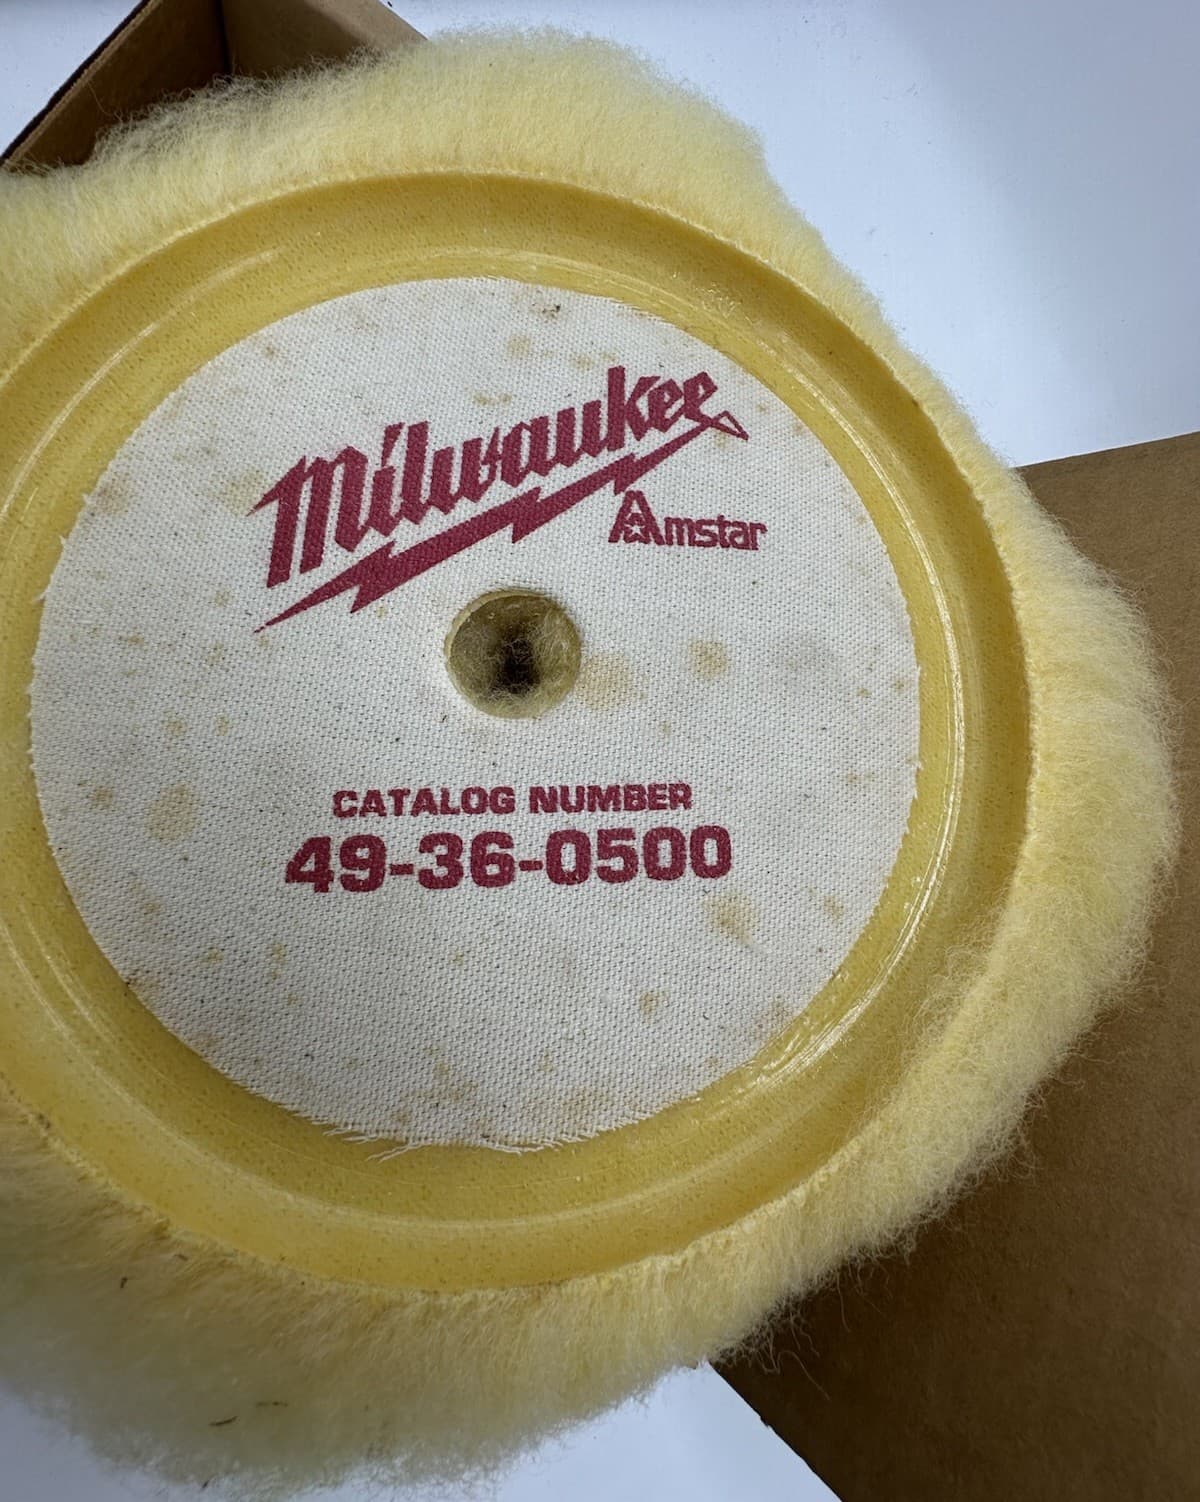 Milwaukee
Amstar
CATALOG NUMBER
49-36-0500